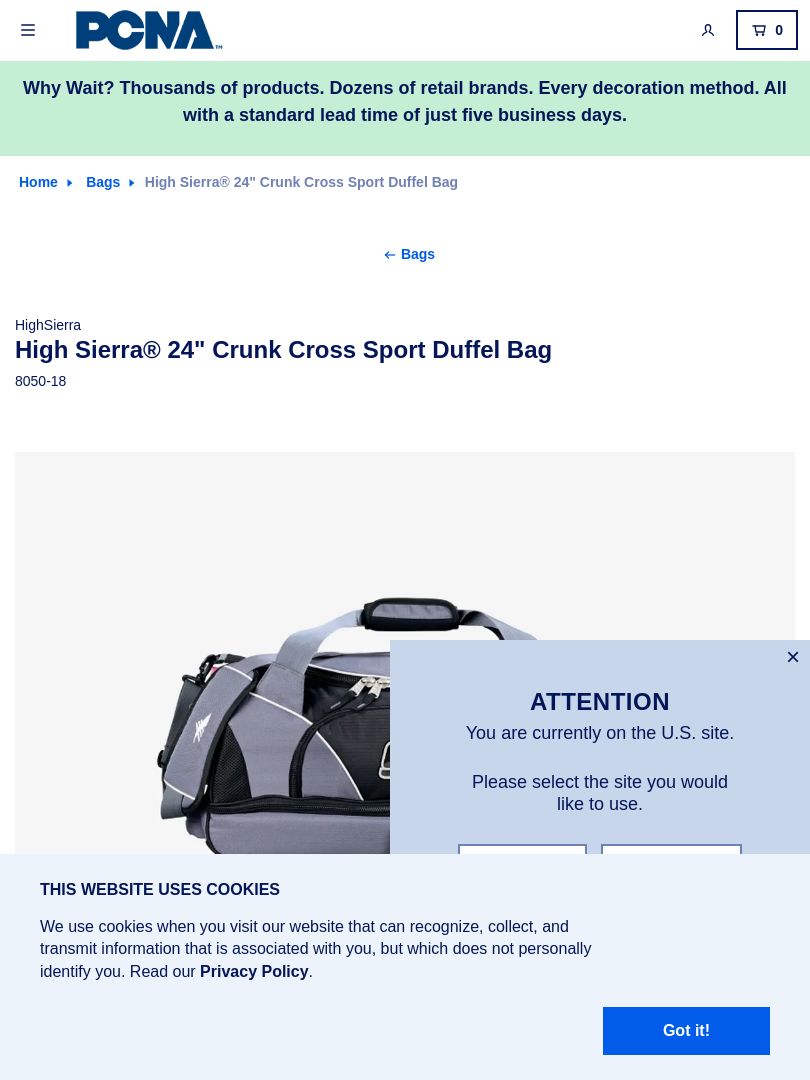 PCNA™
0
Why Wait? Thousands of products. Dozens of retail brands. Every decoration method. All
with a standard lead time of just five business days.
Home
Bags
High Sierra® 24" Crunk Cross Sport Duffel Bag
← Bags
HighSierra
High Sierra® 24" Crunk Cross Sport Duffel Bag
8050-18
ATTENTION
You are currently on the U.S. site.
Please select the site you would
like to use.
THIS WEBSITE USES COOKIES
We use cookies when you visit our website that can recognize, collect, and
transmit information that is associated with you, but which does not personally
identify you. Read our Privacy Policy.
Got it!